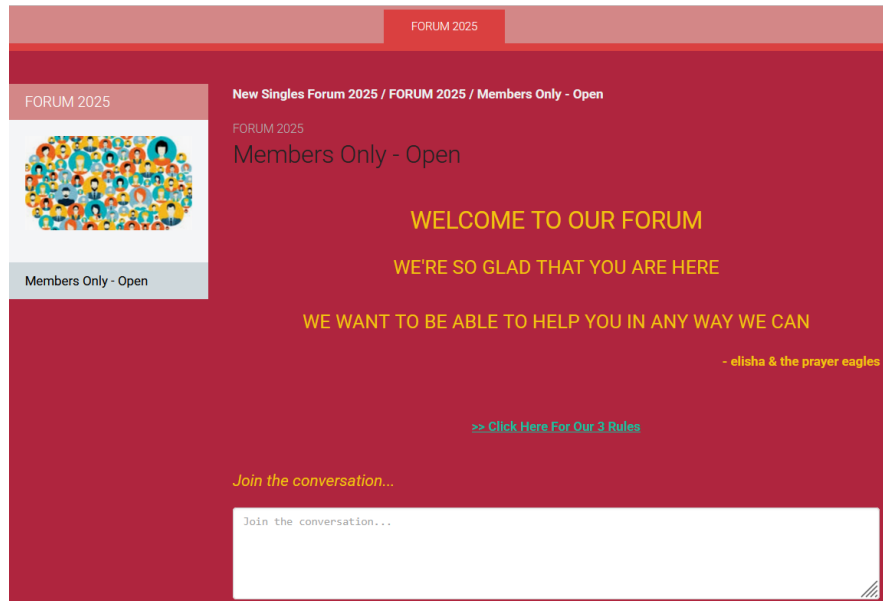 FORUM 2025
FORUM 2025
Members Only - Open
New Singles Forum 2025 / FORUM 2025 / Members Only - Open
FORUM 2025
Members Only - Open
WELCOME TO OUR FORUM
WE'RE SO GLAD THAT YOU ARE HERE
WE WANT TO BE ABLE TO HELP YOU IN ANY WAY WE CAN
- elisha & the prayer eagles
>> Click Here For Our 3 Rules
Join the conversation...
Join the conversation...